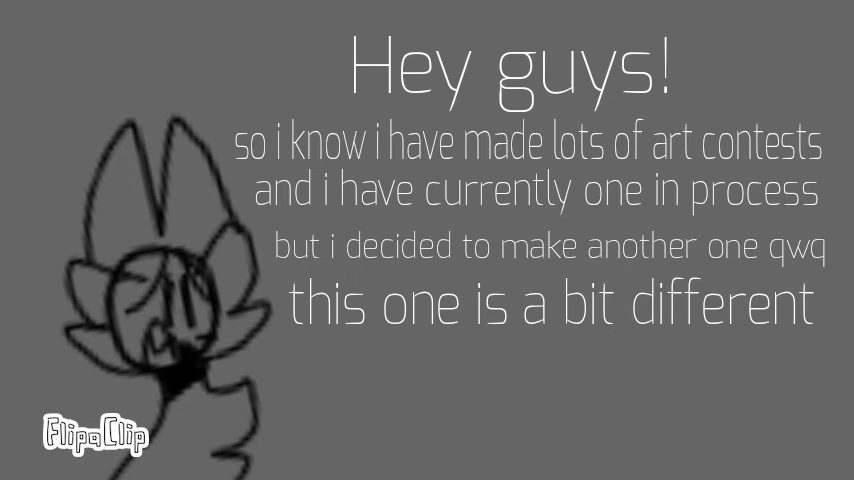 Hey guys!
so i know i have made lots of art contests
and i have currently one in process
but i decided to make another one qwq
this one is a bit different
FlipaClip